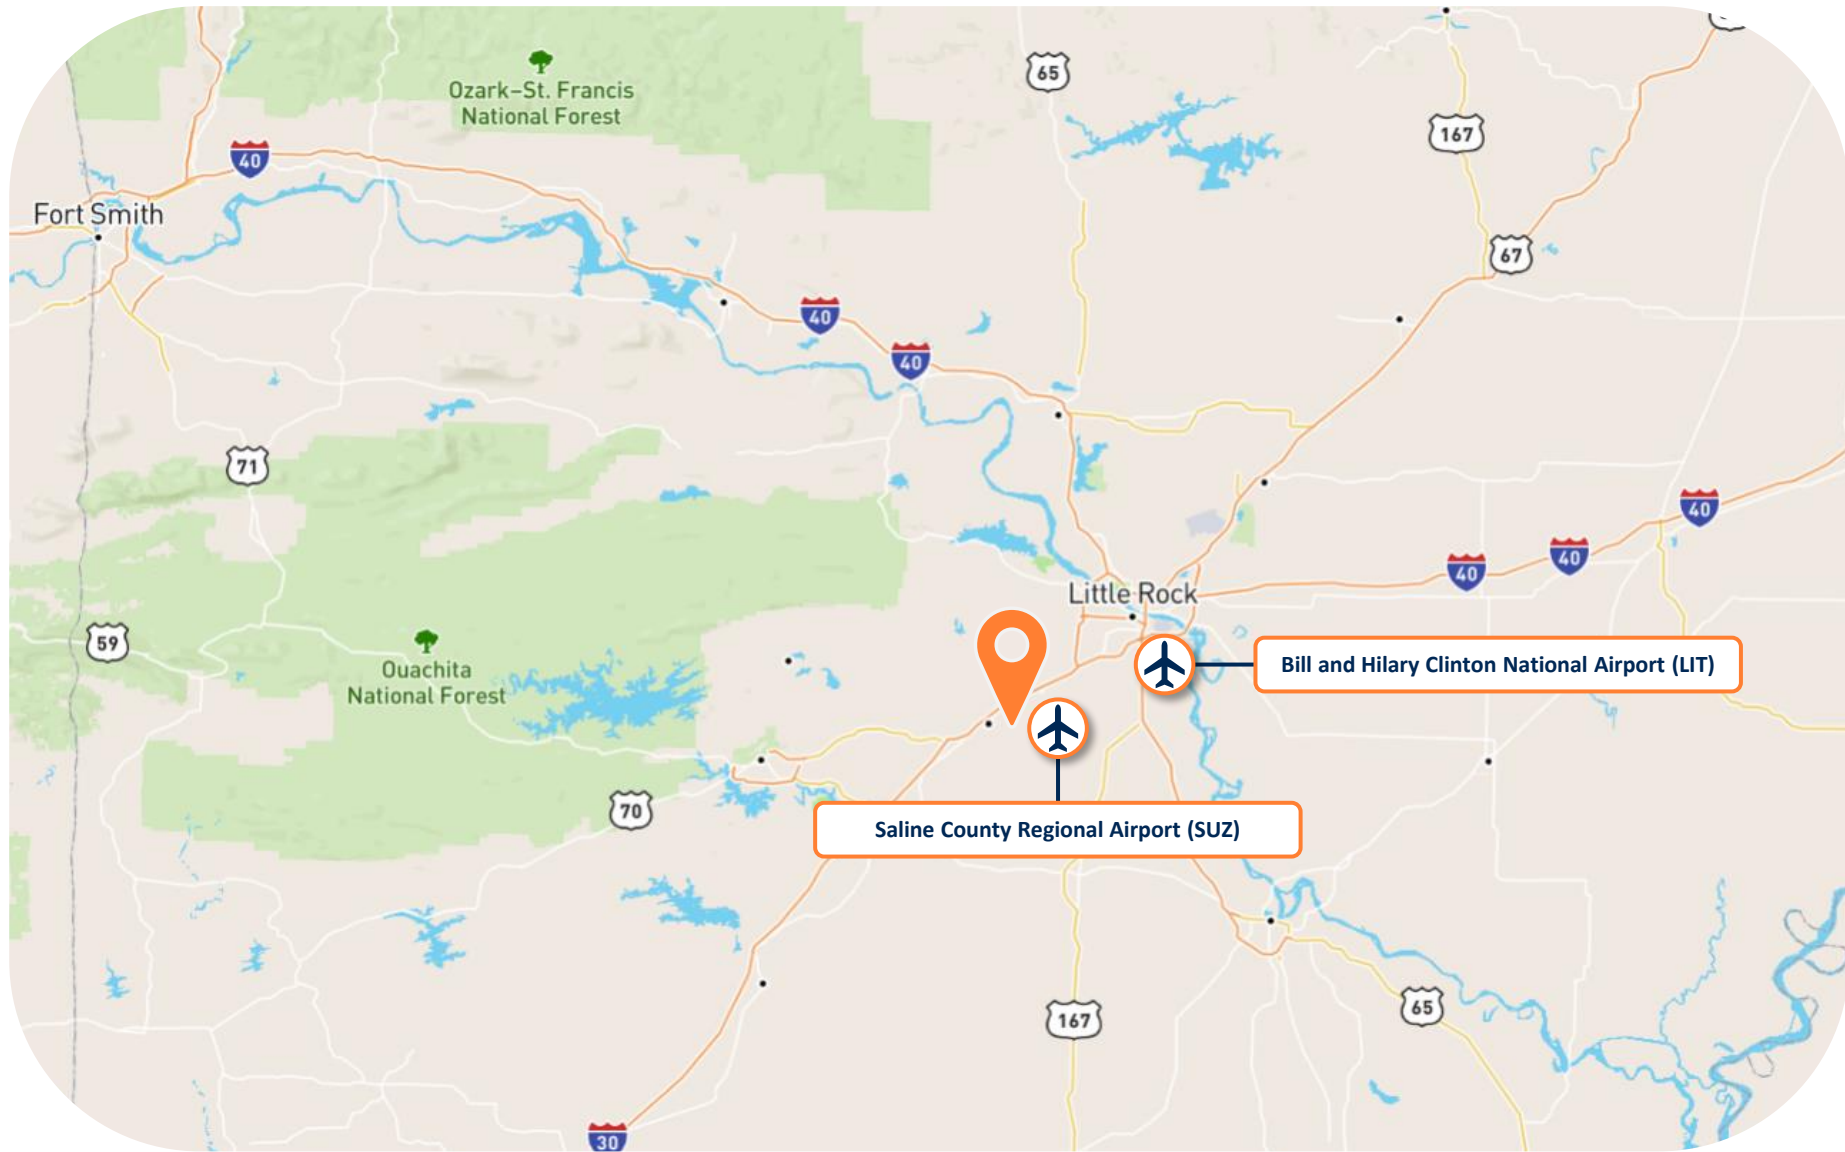 65
Ozark–St. Francis
National Forest
167
40
Fort Smith
67
40
40
71
40
40
40
Little Rock
59
Ouachita
National Forest
Bill and Hilary Clinton National Airport (LIT)
70
Saline County Regional Airport (SUZ)
65
167
30